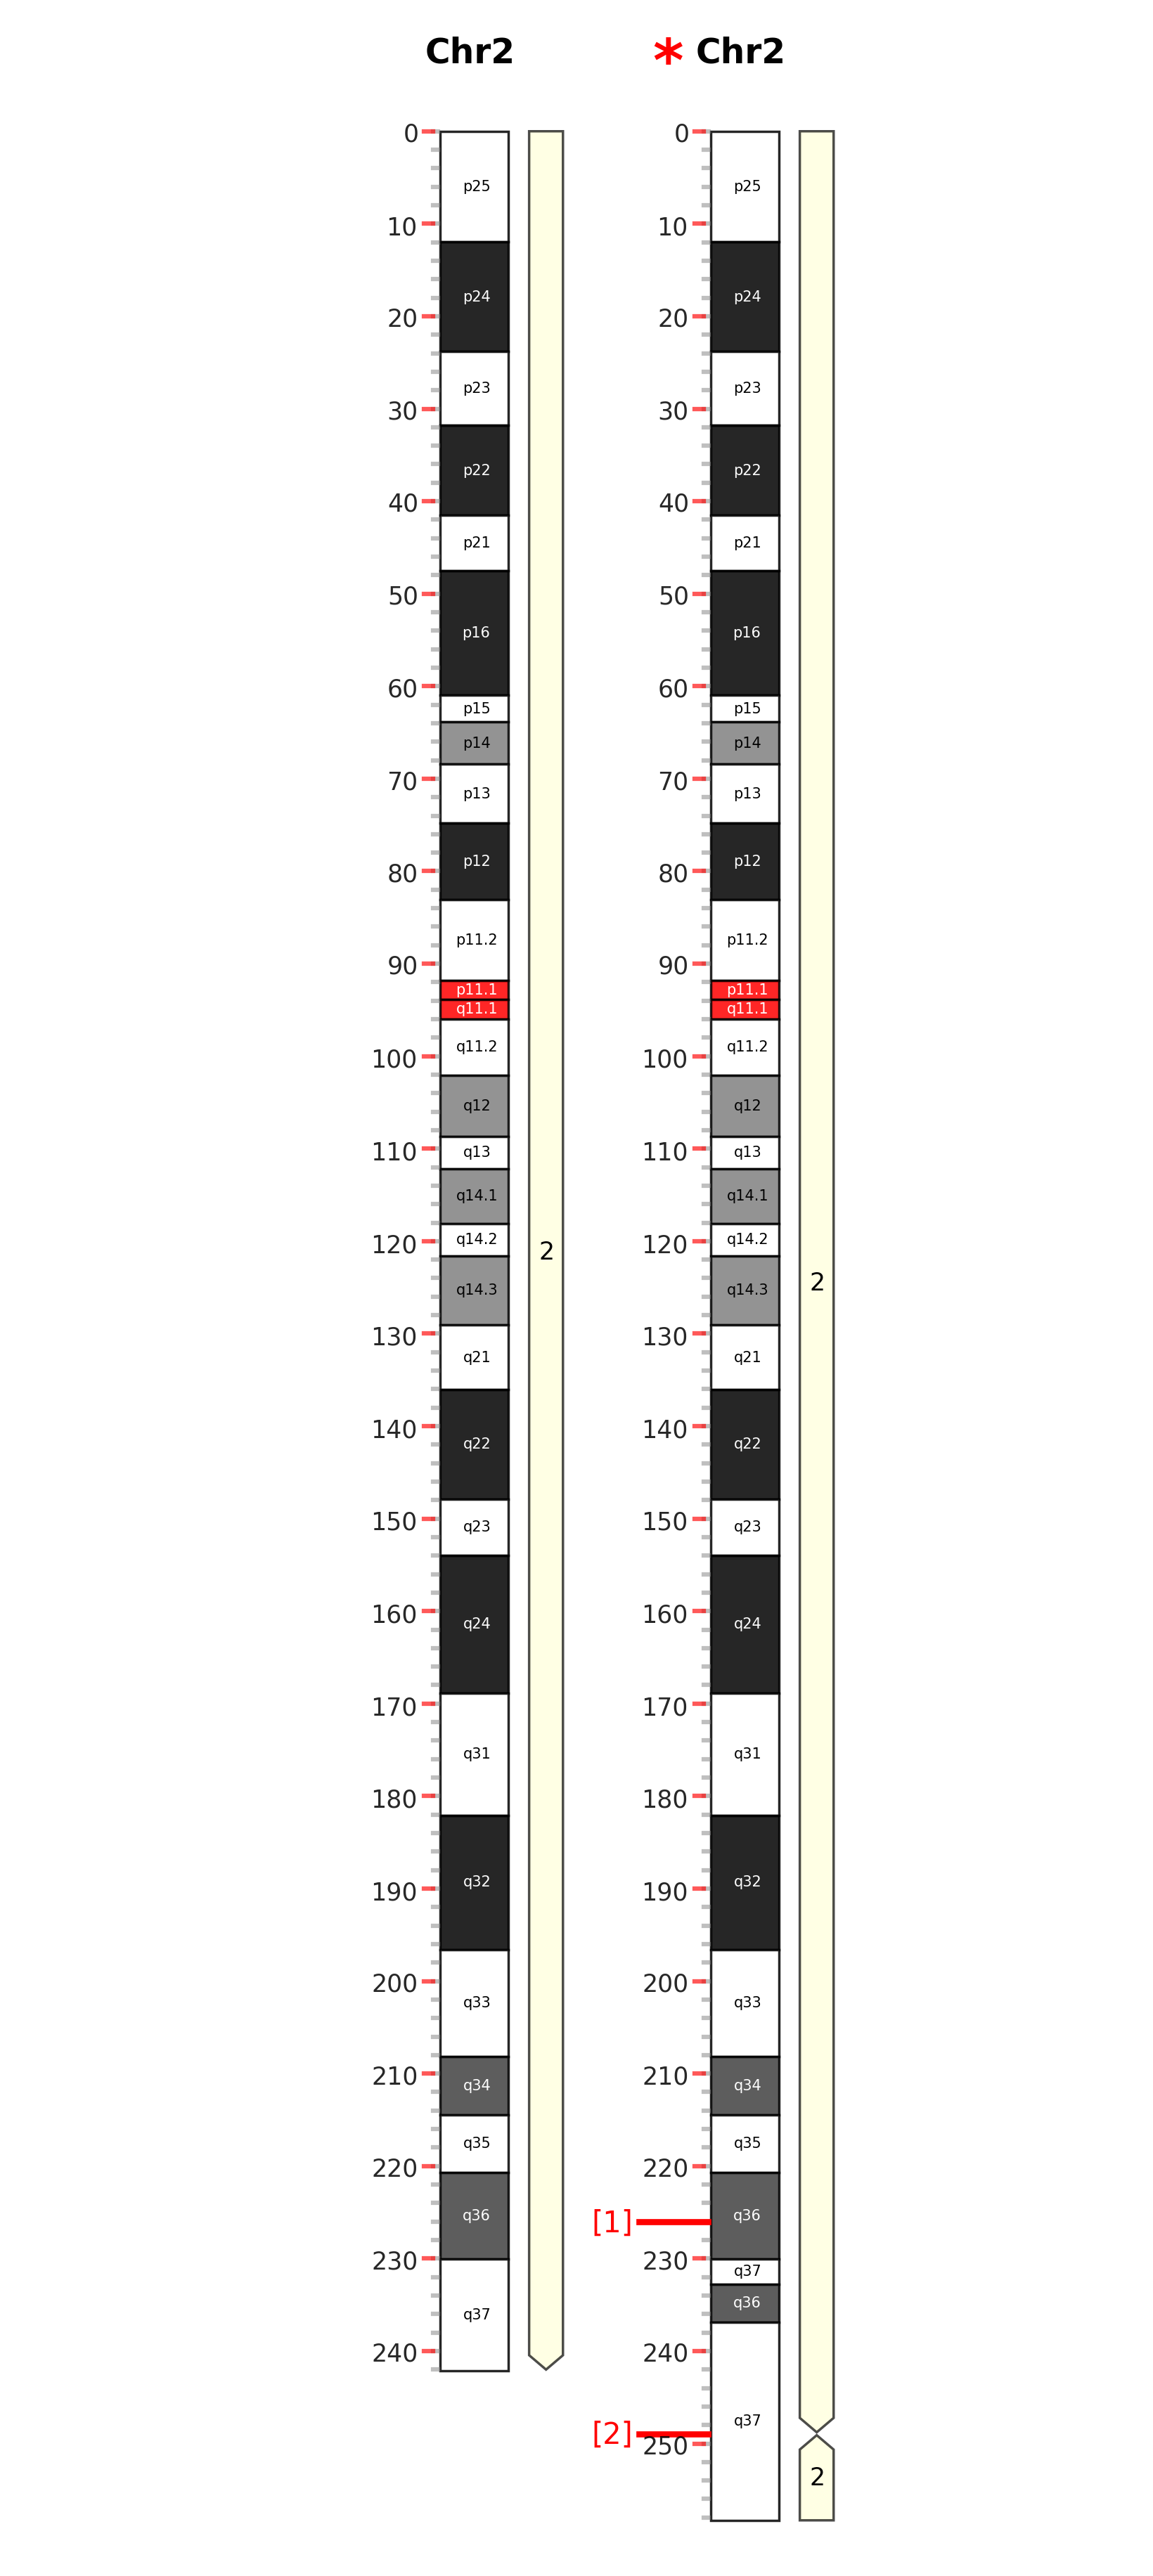 Chr2
* Chr2
0
10
20
30
40
50
60
70
80
90
100
110
120
130
140
150
160
170
180
190
200
210
220
230
240
p25
p24
p23
p22
p21
p16
p15
p14
p13
p12
p11.2
p11.1
q11.1
q11.2
q12
q13
q14.1
q14.2
q14.3
q21
q22
q23
q24
q31
q32
q33
q34
q35
q36
q37
2
0
10
20
30
40
50
60
70
80
90
100
110
120
130
140
150
160
170
180
190
200
210
220
230
240
250
[1]
[2]
p25
p24
p23
p22
p21
p16
p15
p14
p13
p12
p11.2
p11.1
q11.1
q11.2
q12
q13
q14.1
q14.2
q14.3
q21
q22
q23
q24
q31
q32
q33
q34
q35
q36
q37
q36
q37
2
2